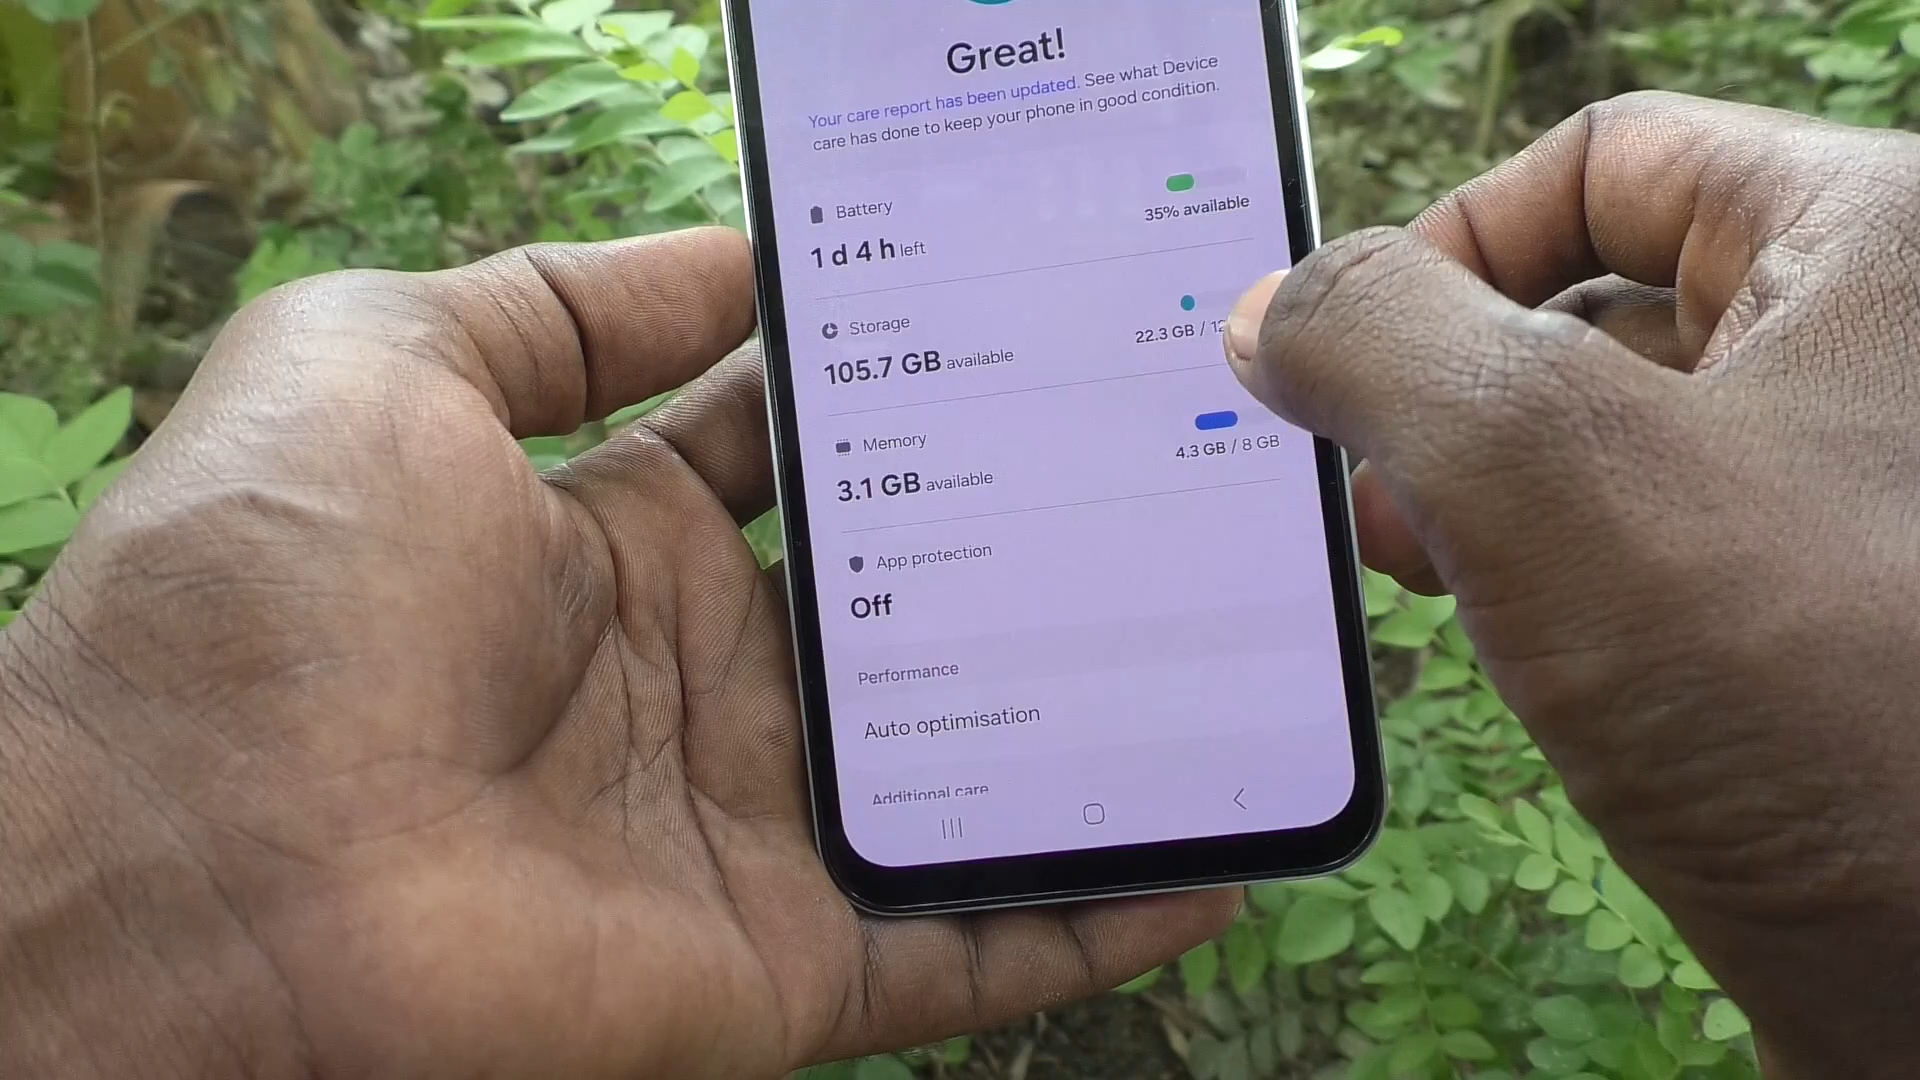 Great!
Your care report has been updated. See what Device
care has done to keep your phone in good condition.
Battery
1 d 4 h left
35% available
Storage
105.7 GB available
22.3 GB /
Memory
3.1 GB available
4.3 GB / 8 GB
App protection
Off
Performance
Auto optimisation
Additional care